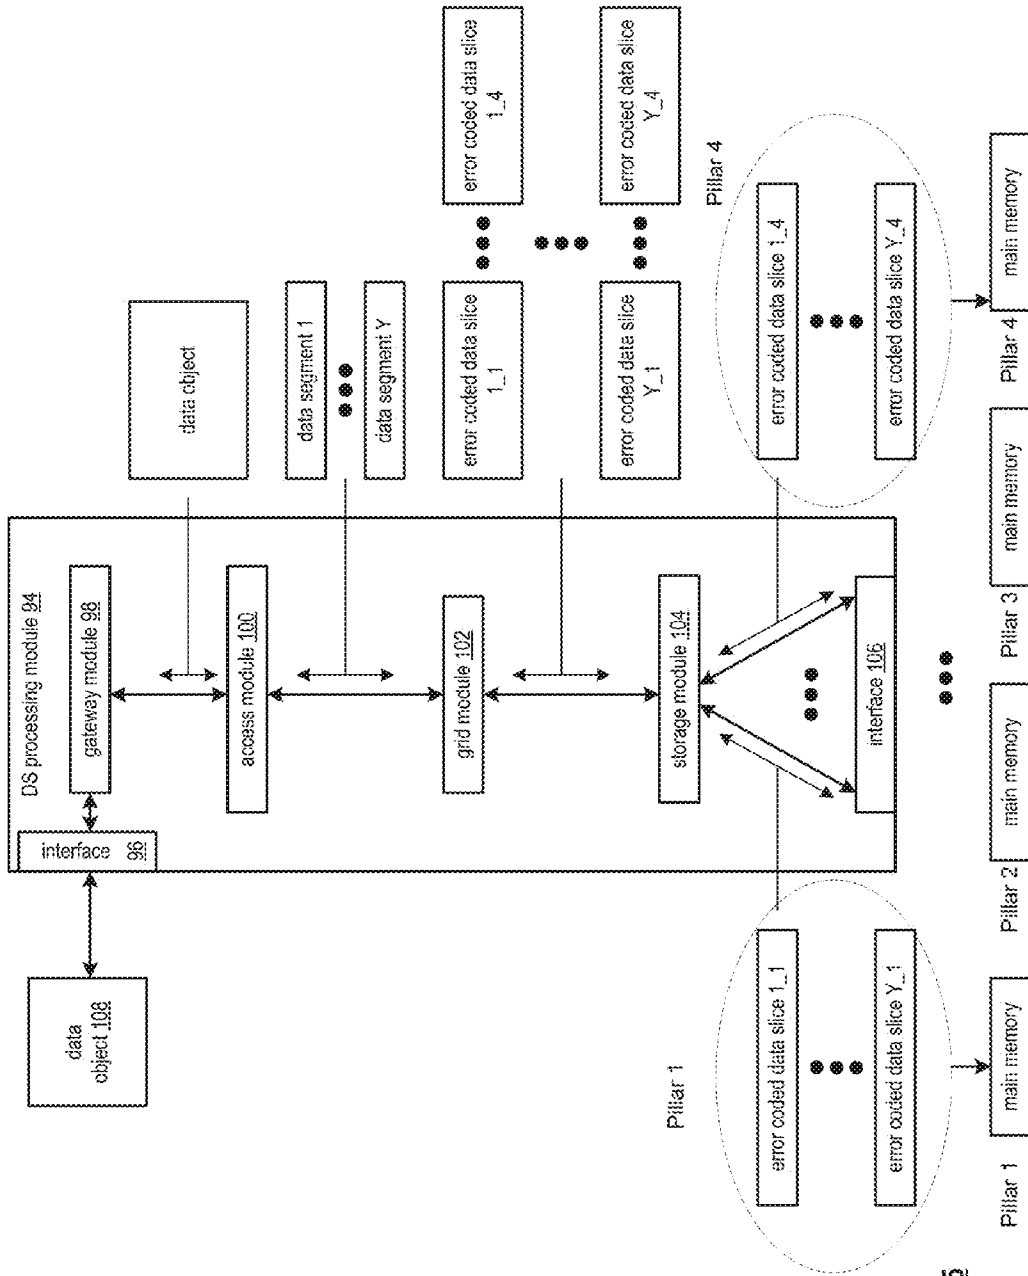 data
object 108
interface 96
DS processing module 94
gateway module 98
access module 100
grid module 102
storage module 104
interface 106
data object
data segment 1
data segment Y
error coded data slice
1_1
error coded data slice
1_4
error coded data slice
Y_1
error coded data slice
Y_4
Pillar 1
error coded data slice 1_1
error coded data slice Y_1
Pillar 4
error coded data slice 1_4
error coded data slice Y_4
Pillar 1
main memory
Pillar 2
main memory
Pillar 3
main memory
Pillar 4
main memory